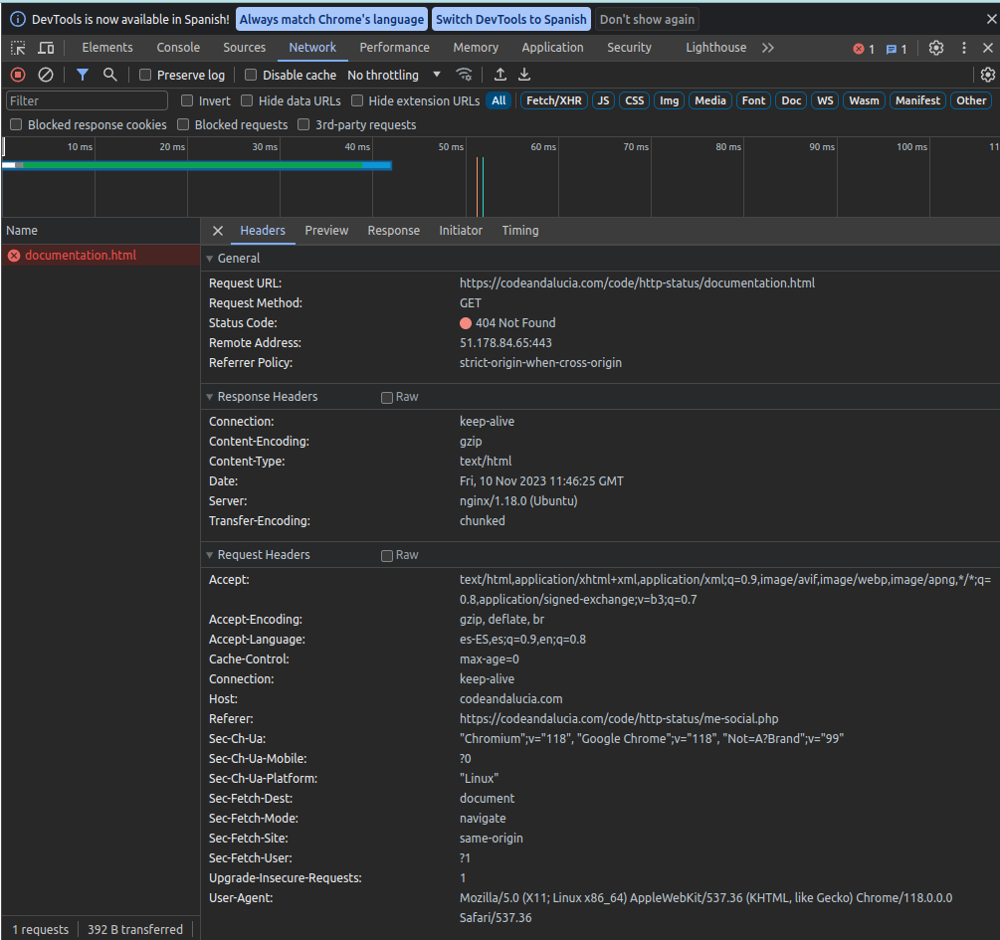 DevTools is now available in Spanish! Always match Chrome's language Switch DevTools to Spanish Don't show again
Elements Console Sources Network Performance Memory Application Security Lighthouse 1 1
Preserve log Disable cache No throttling
Filter Invert Hide data URLs Hide extension URLs All Fetch/XHR JS CSS Img Media Font Doc WS Wasm Manifest Other
Blocked response cookies Blocked requests 3rd-party requests
10 ms 20 ms 30 ms 40 ms 50 ms 60 ms 70 ms 80 ms 90 ms 100 ms 11
Name Headers Preview Response Initiator Timing
documentation.html
General
Request URL: https://codeandalucia.com/code/http-status/documentation.html
Request Method: GET
Status Code: 404 Not Found
Remote Address: 51.178.84.65:443
Referrer Policy: strict-origin-when-cross-origin
Response Headers Raw
Connection: keep-alive
Content-Encoding: gzip
Content-Type: text/html
Date: Fri, 10 Nov 2023 11:46:25 GMT
Server: nginx/1.18.0 (Ubuntu)
Transfer-Encoding: chunked
Request Headers Raw
Accept: text/html,application/xhtml+xml,application/xml;q=0.9,image/avif,image/webp,image/apng,*/*;q=
0.8,application/signed-exchange;v=b3;q=0.7
Accept-Encoding: gzip, deflate, br
Accept-Language: es-ES,es;q=0.9,en;q=0.8
Cache-Control: max-age=0
Connection: keep-alive
Host: codeandalucia.com
Referer: https://codeandalucia.com/code/http-status/me-social.php
Sec-Ch-Ua: "Chromium";v="118", "Google Chrome";v="118", "Not=A?Brand";v="99"
Sec-Ch-Ua-Mobile: ?0
Sec-Ch-Ua-Platform: "Linux"
Sec-Fetch-Dest: document
Sec-Fetch-Mode: navigate
Sec-Fetch-Site: same-origin
Sec-Fetch-User: ?1
Upgrade-Insecure-Requests: 1
User-Agent: Mozilla/5.0 (X11; Linux x86_64) AppleWebKit/537.36 (KHTML, like Gecko) Chrome/118.0.0.0
Safari/537.36
1 requests 392 B transferred